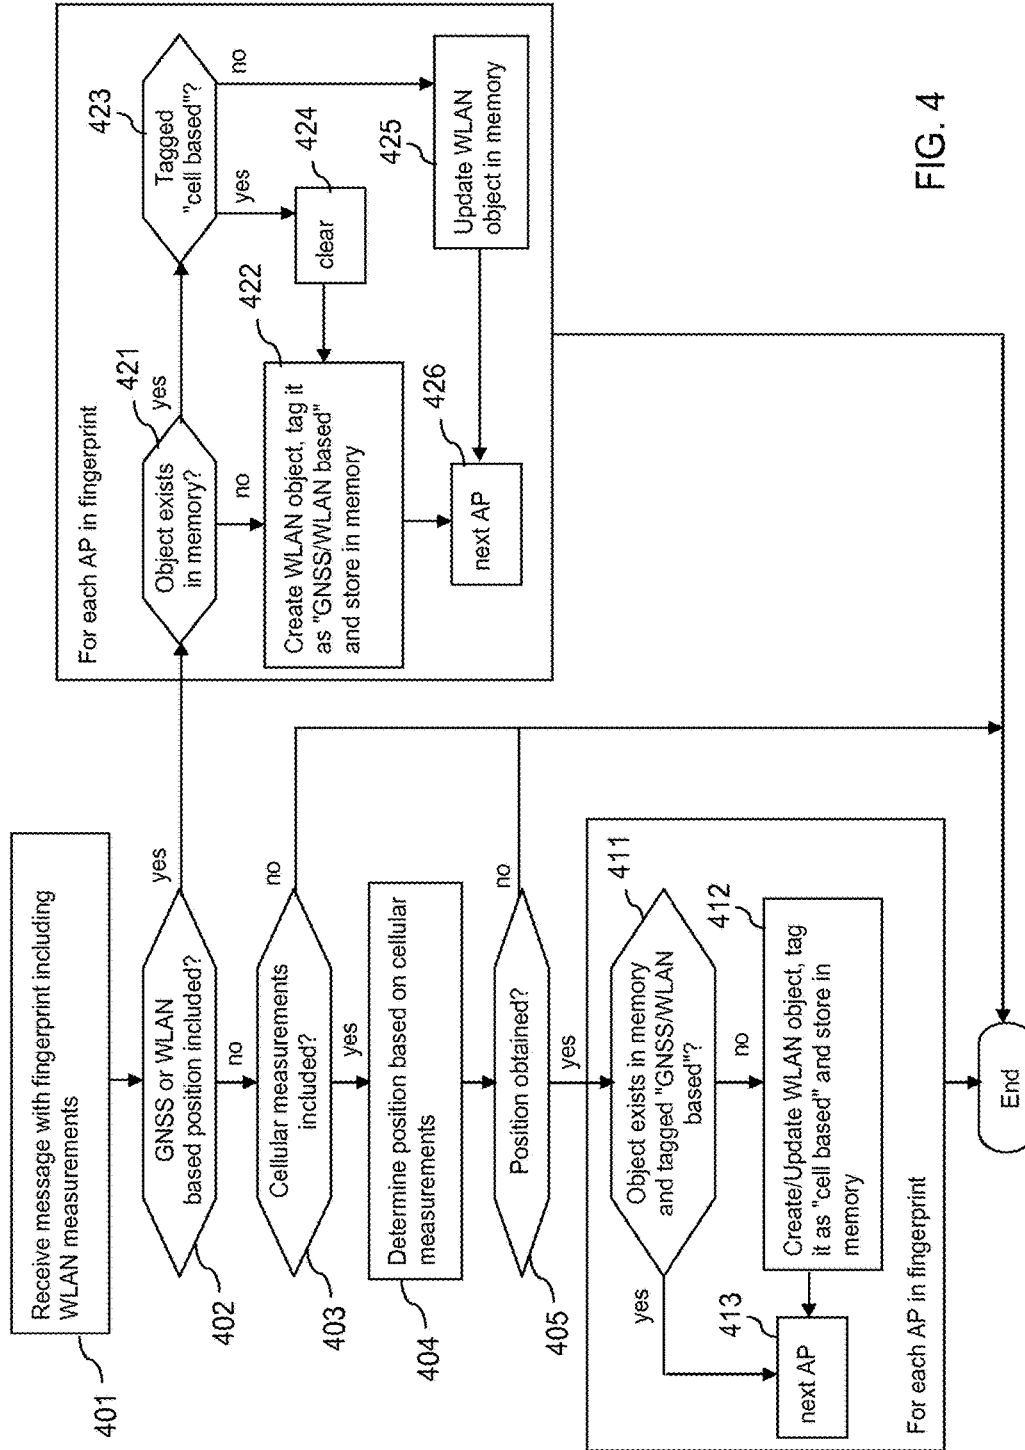 401
Receive message with fingerprint including
WLAN measurements
402
GNSS or WLAN
based position included?
yes
no
403
Cellular measurements
included?
no
yes
404
Determine position based on cellular
measurements
405
Position obtained?
no
yes
411
Object exists in memory
and tagged "GNSS/WLAN
based"?
yes
no
412
Create/Update WLAN object, tag
it as "cell based" and store in
memory
413
next AP
For each AP in fingerprint
End
For each AP in fingerprint
421
Object exists
in memory?
yes
no
422
Create WLAN object, tag it
as "GNSS/WLAN based"
and store in memory
423
Tagged
"cell based"?
no
yes
424
clear
425
Update WLAN
object in memory
426
next AP
FIG. 4